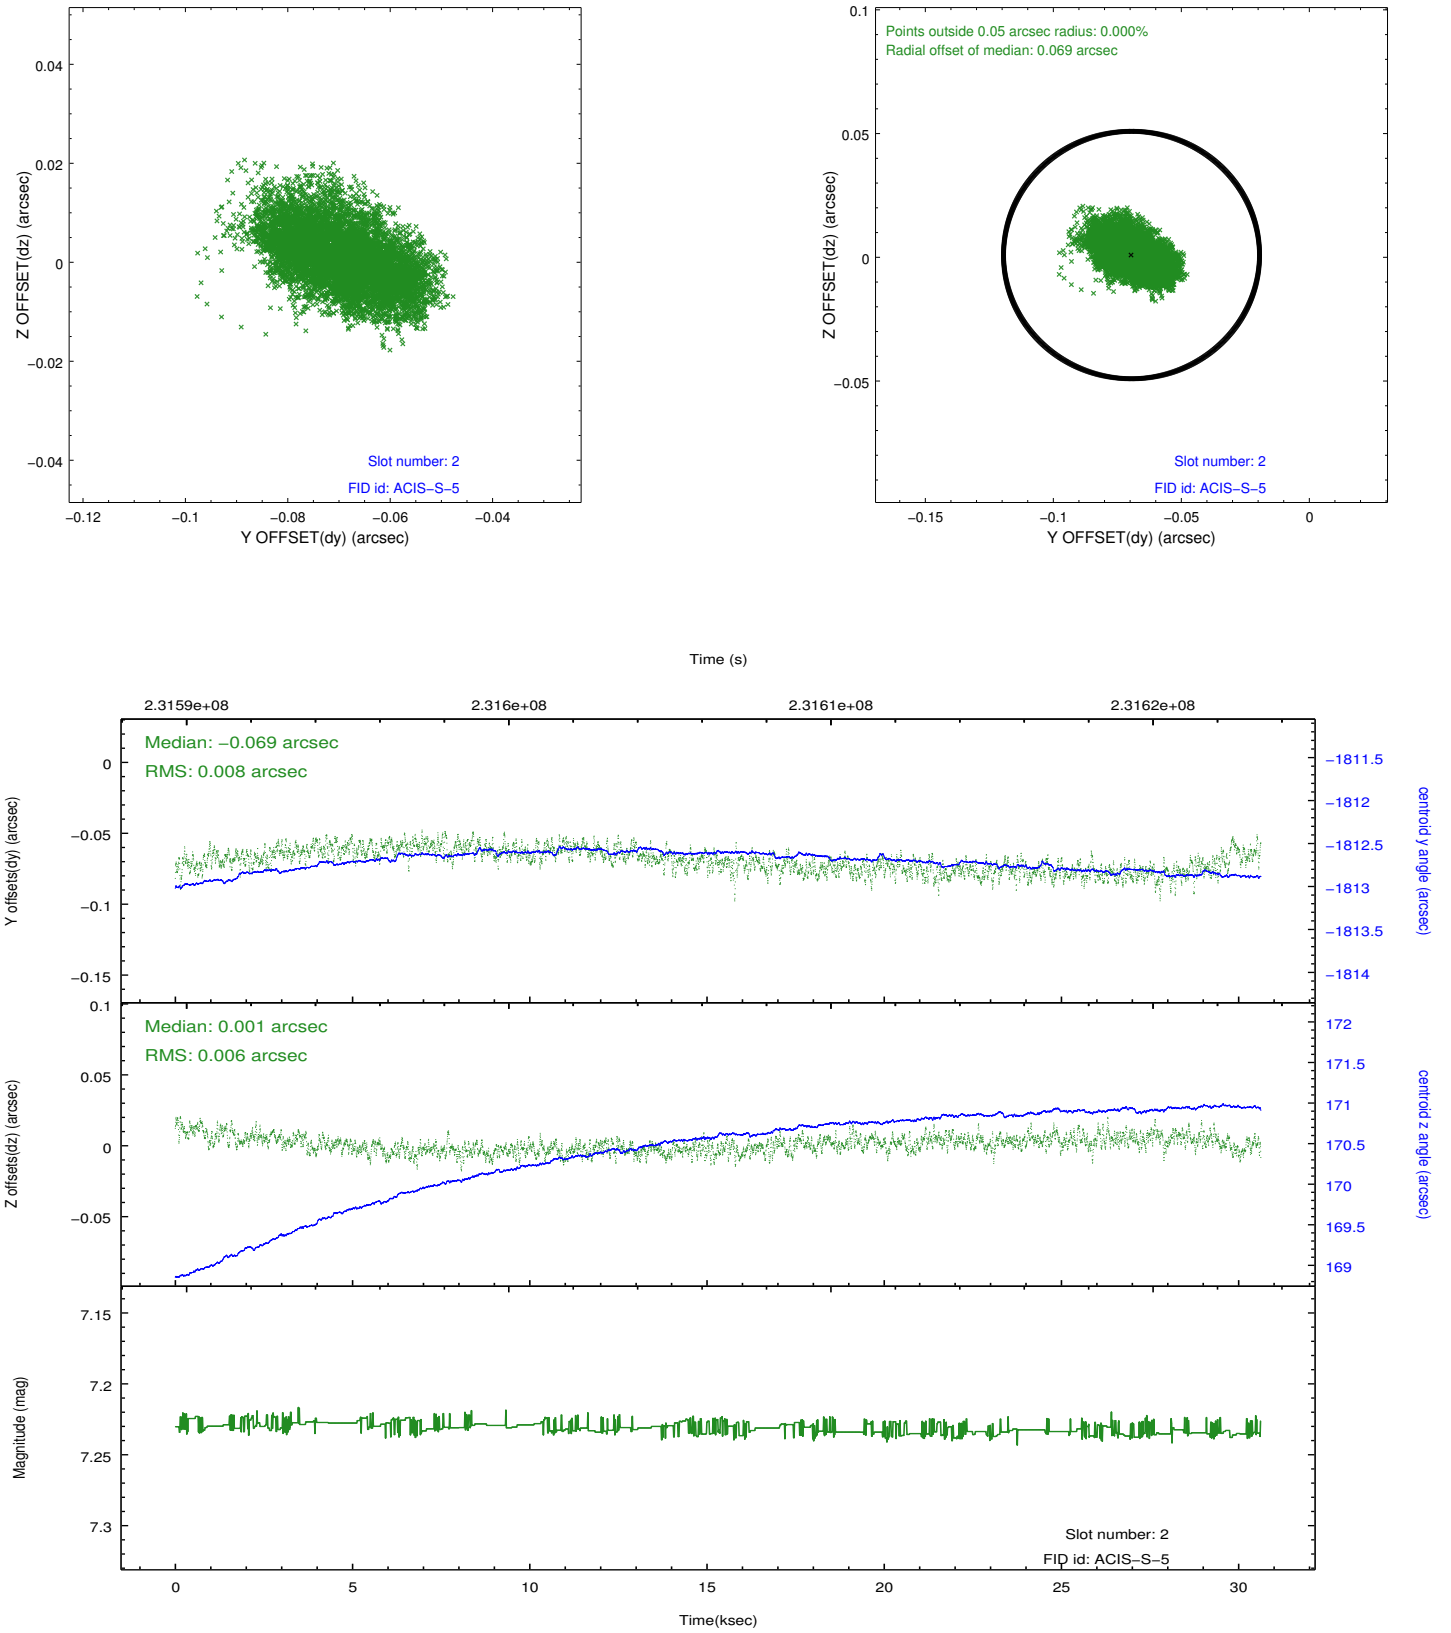 0.04
0.02
0
−0.02
−0.04
Z OFFSET(dz) (arcsec)
Slot number: 2
FID id: ACIS−S−5
−0.12
−0.1
−0.08
−0.06
−0.04
Y OFFSET(dy) (arcsec)
0.1
0.05
0
−0.05
Z OFFSET(dz) (arcsec)
Points outside 0.05 arcsec radius: 0.000%
Radial offset of median: 0.069 arcsec
Slot number: 2
FID id: ACIS−S−5
−0.15
−0.1
−0.05
0
Y OFFSET(dy) (arcsec)
Time (s)
2.3159e+08
2.316e+08
2.3161e+08
2.3162e+08
Median: −0.069 arcsec
RMS: 0.008 arcsec
0
−0.05
−0.1
−0.15
Y offsets(dy) (arcsec)
−1811.5
−1812
−1812.5
−1813
−1813.5
−1814
centroid y angle (arcsec)
Median: 0.001 arcsec
RMS: 0.006 arcsec
0.1
0.05
0
−0.05
Z offsets(dz) (arcsec)
172
171.5
171
170.5
170
169.5
169
centroid z angle (arcsec)
7.15
7.2
7.25
7.3
Magnitude (mag)
Slot number: 2
FID id: ACIS−S−5
0
5
10
15
20
25
30
Time(ksec)